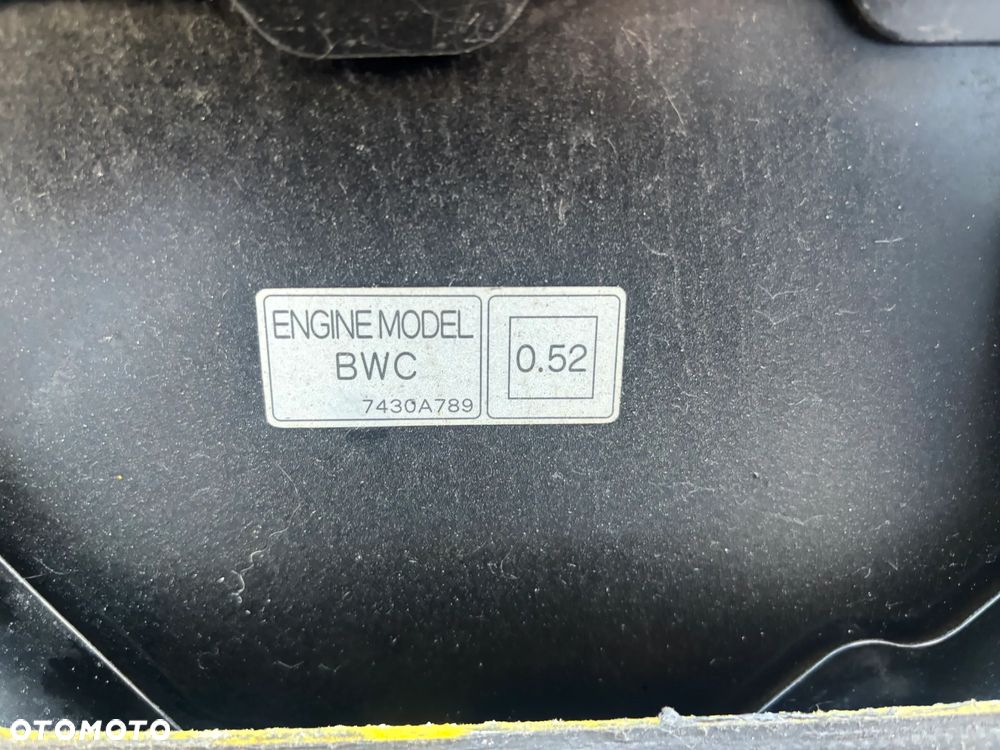 ENGINE MODEL
BWC
7430A789
0.52
OTOMOTO